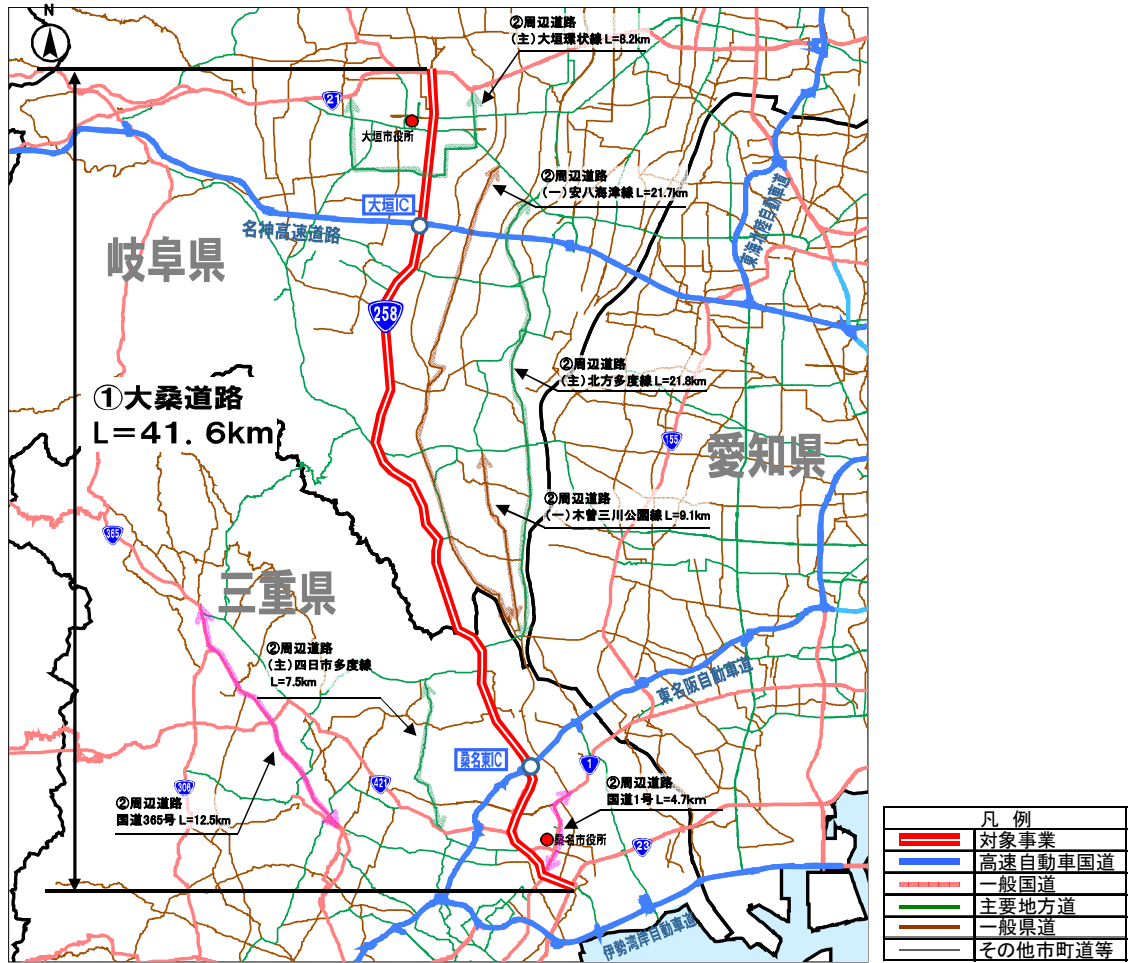 N
②周辺道路
(主)大垣環状線 L=8.2km
21
大垣市役所
②周辺道路
(一)安八海津線 L=21.7km
大垣IC
名神高速道路
東海北陸自動車道
岐阜県
258
②周辺道路
(主)北方多度線 L=21.8km
①大桑道路
L=41.6km
155
愛知県
②周辺道路
(一)木曽三川公園線 L=9.1km
365
三重県
②周辺道路
(主)四日市多度線
L=7.5km
東名阪自動車道
桑名東IC
1
306
421
②周辺道路
国道1号 L=4.7km
②周辺道路
国道365号 L=12.5km
桑名市役所
23
伊勢湾岸自動車道
凡 例
対象事業
高速自動車国道
一般国道
主要地方道
一般県道
その他市町道等